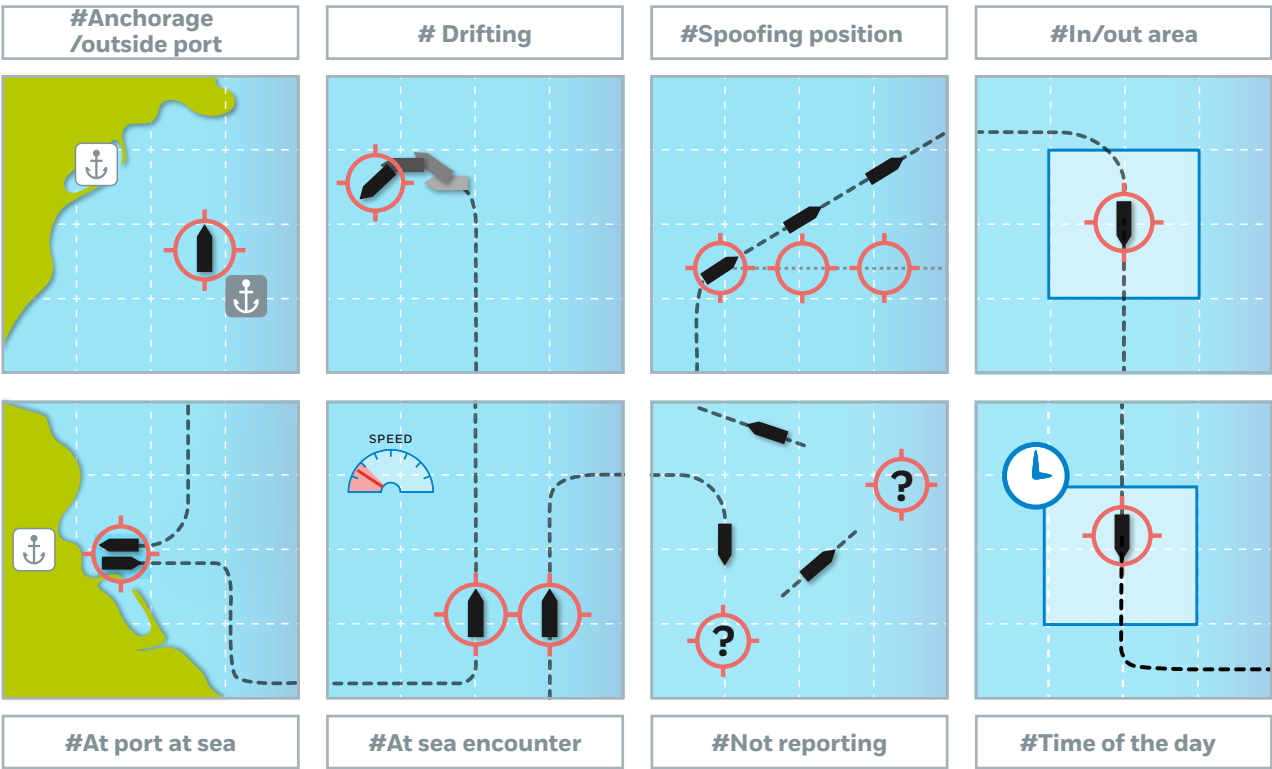 #Anchorage
/outside port
# Drifting
#Spoofing position
#In/out area
SPEED
?
?
#At port at sea
#At sea encounter
#Not reporting
#Time of the day